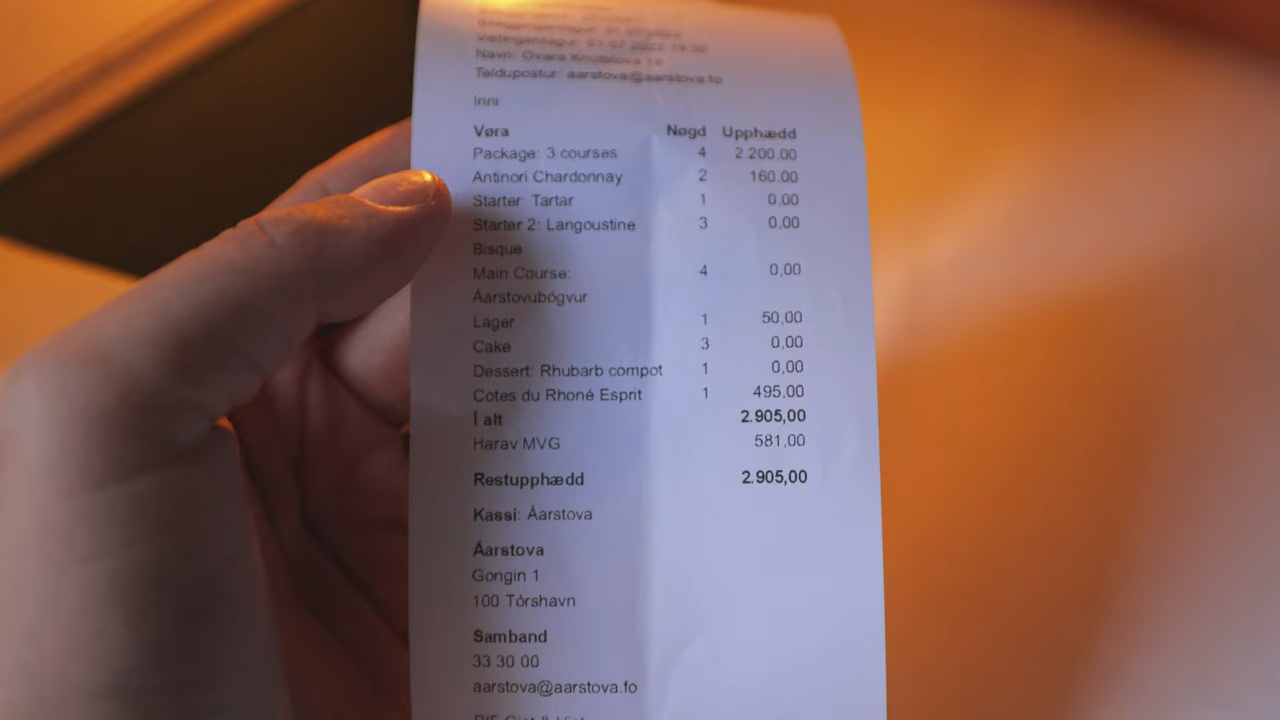 Navn: Ovara
Teldupostur: aarstova@aarstova.fo
Inni
Vøra Nøgd Upphædd
Package: 3 courses 4 2.200,00
Antinori Chardonnay 2 160,00
Starter: Tartar 1 0,00
Starter 2: Langoustine 3 0,00
Bisque
Main Course: 4 0,00
Áarstovubógvur
Lager 1 50,00
Cake 3 0,00
Dessert: Rhubarb compot 1 0,00
Cotes du Rhoné Esprit 1 495,00
Í alt 2.905,00
Harav MVG 581,00
Restupphædd 2.905,00
Kassi: Áarstova
Áarstova
Gongin 1
100 Tórshavn
Samband
33 30 00
aarstova@aarstova.fo